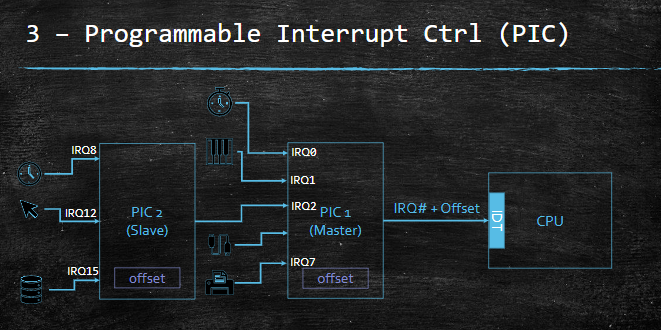 3 – Programmable Interrupt Ctrl (PIC)
IRQ8
IRQ12
IRQ15
PIC 2
(Slave)
offset
IRQ0
IRQ1
IRQ2
PIC 1
(Master)
IRQ7
offset
IRQ# + Offset
IDT
CPU